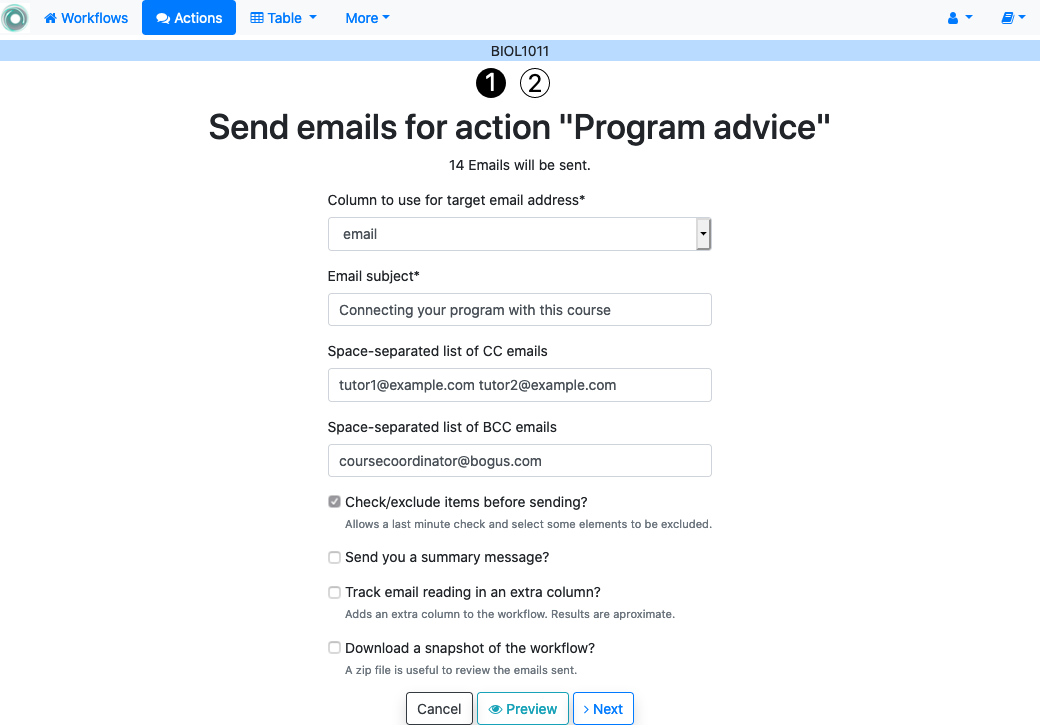 Workflows Actions Table More
BIOL1011
1 2
Send emails for action "Program advice"
14 Emails will be sent.
Column to use for target email address*
email
Email subject*
Connecting your program with this course
Space-separated list of CC emails
tutor1@example.com tutor2@example.com
Space-separated list of BCC emails
coursecoordinator@bogus.com
Check/exclude items before sending?
Allows a last minute check and select some elements to be excluded.
Send you a summary message?
Track email reading in an extra column?
Adds an extra column to the workflow. Results are aproximate.
Download a snapshot of the workflow?
A zip file is useful to review the emails sent.
Cancel Preview Next